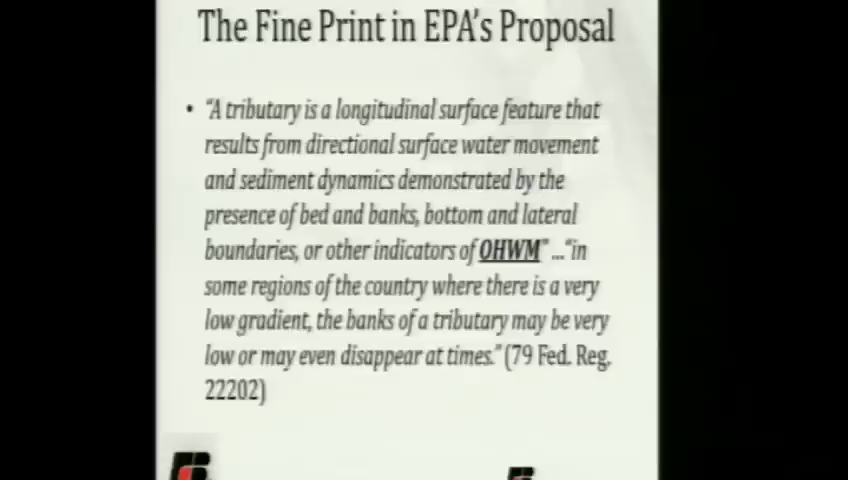 The Fine Print in EPA's Proposal
• "A tributary is a longitudinal surface feature that
results from directional surface water movement
and sediment dynamics demonstrated by the
presence of bed and banks, bottom and lateral
boundaries, or other indicators of OHWM" ..."in
some regions of the country where there is a very
low gradient, the banks of a tributary may be very
low or may even disappear at times." (79 Fed. Reg.
22202)